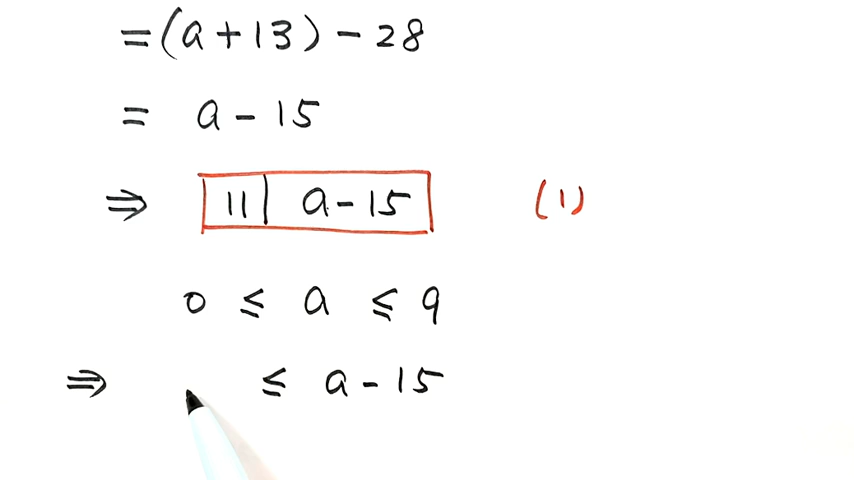 = (a + 13) - 28
= a - 15
⇒ 11 | a - 15 (1)
0 ≤ a ≤ 9
⇒ ≤ a - 15